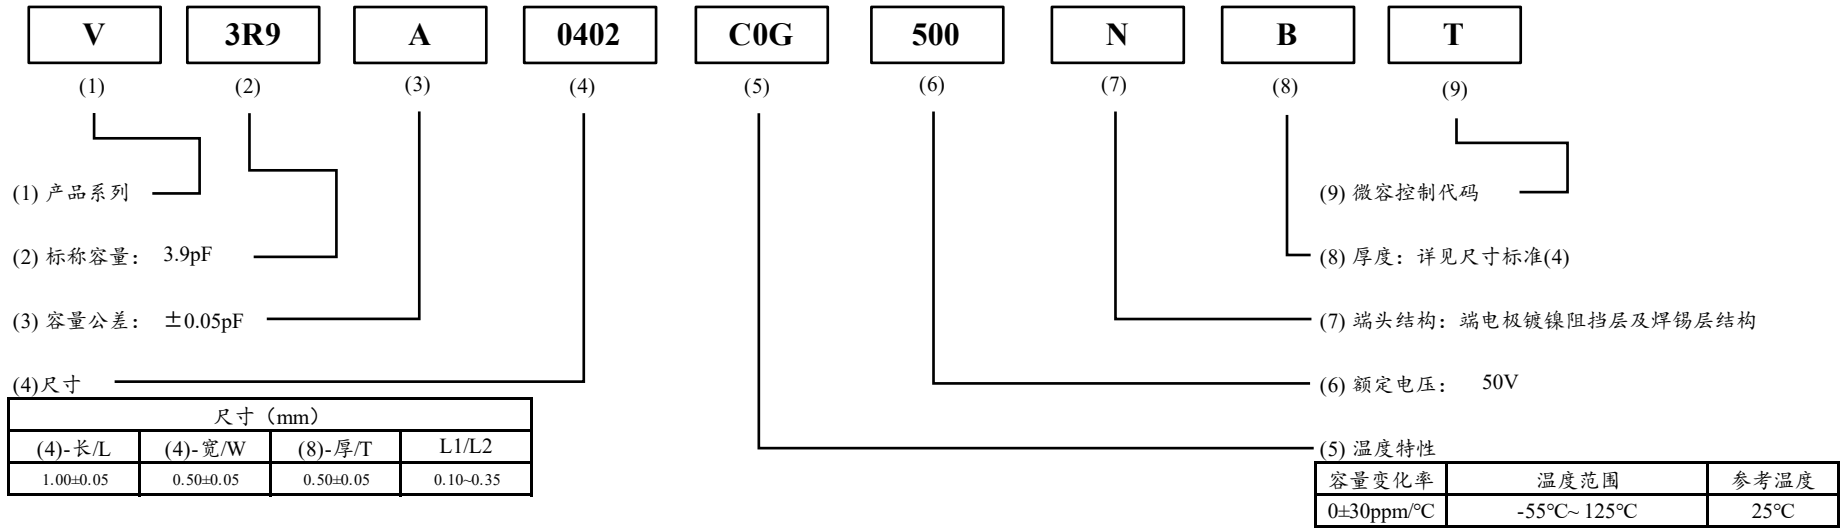 V 3R9 A 0402 C0G 500 N B T
(1) (2) (3) (4) (5) (6) (7) (8) (9)
(1) 产品系列
(9) 微容控制代码
(2) 标称容量： 3.9pF
(8) 厚度：详见尺寸标准(4)
(3) 容量公差： ±0.05pF
(7) 端头结构：端电极镀镍阻挡层及焊锡层结构
(4)尺寸
(6) 额定电压： 50V
尺寸（mm）
(4)-长/L (4)-宽/W (8)-厚/T L1/L2
1.00±0.05 0.50±0.05 0.50±0.05 0.10~0.35
(5) 温度特性
容量变化率 温度范围 参考温度
0±30ppm/°C -55°C~ 125°C 25°C